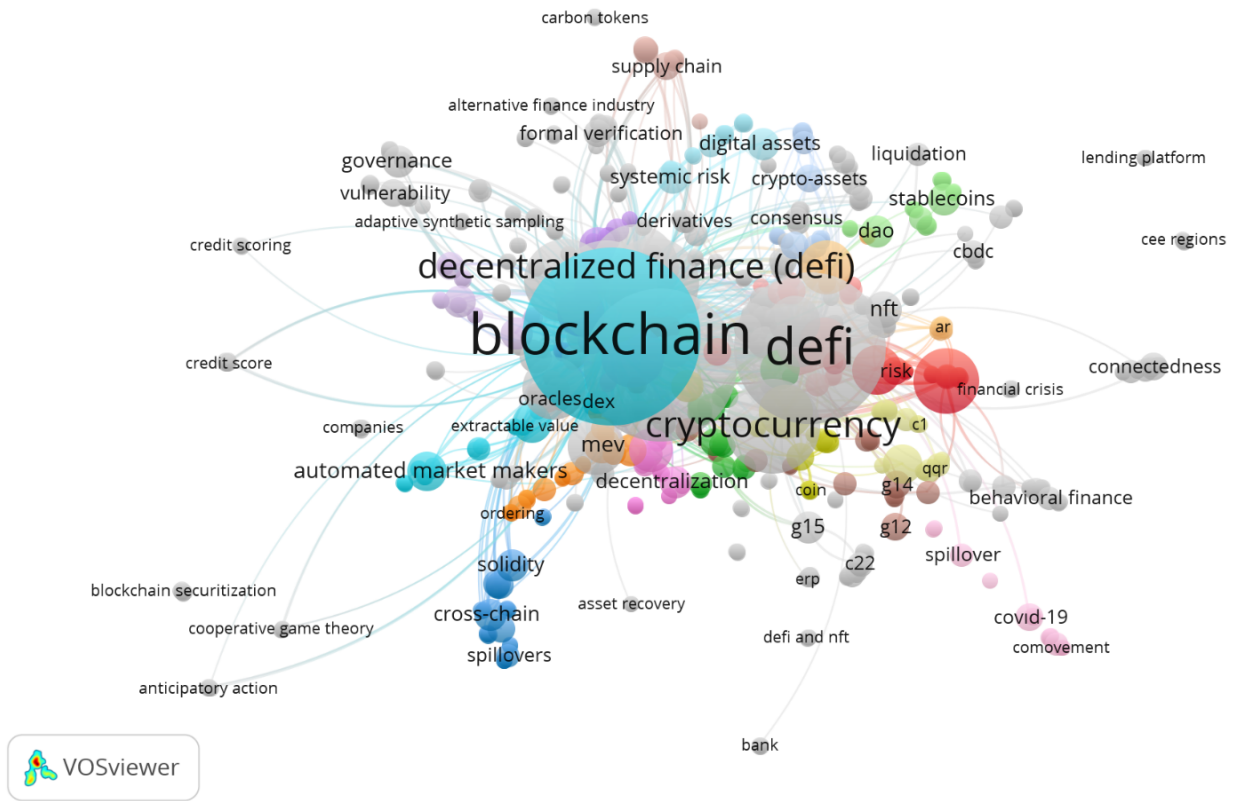 carbon tokens
supply chain
alternative finance industry
formal verification
digital assets
governance
liquidation
lending platform
systemic risk
crypto-assets
vulnerability
stablecoins
adaptive synthetic sampling
derivatives
consensus
dao
credit scoring
cee regions
cbdc
decentralized finance (defi)
nft
ar
blockchain
defi
credit score
risk
connectedness
financial crisis
oracles
dex
companies
extractable value
cryptocurrency
c1
mev
automated market makers
qqr
decentralization
coin
g14
behavioral finance
ordering
g15
g12
spillover
solidity
c22
erp
blockchain securitization
asset recovery
cross-chain
covıd-19
cooperative game theory
defi and nft
comovement
spillovers
anticipatory action
bank
VOSviewer